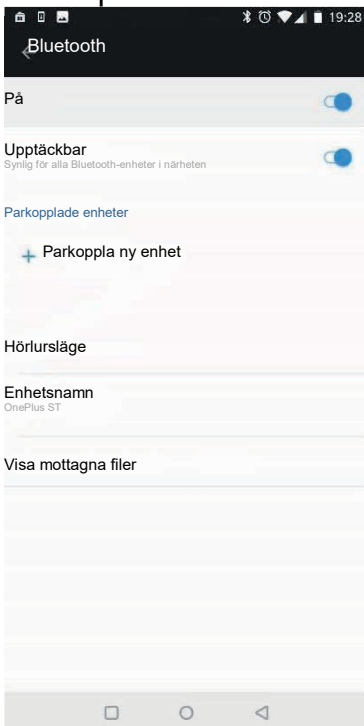 19:28
Bluetooth
På
Upptäckbar
Synlig för alla Bluetooth-enheter i närheten
Parkopplade enheter
+ Parkoppla ny enhet
Hörlursläge
Enhetsnamn
OnePlus ST
Visa mottagna filer